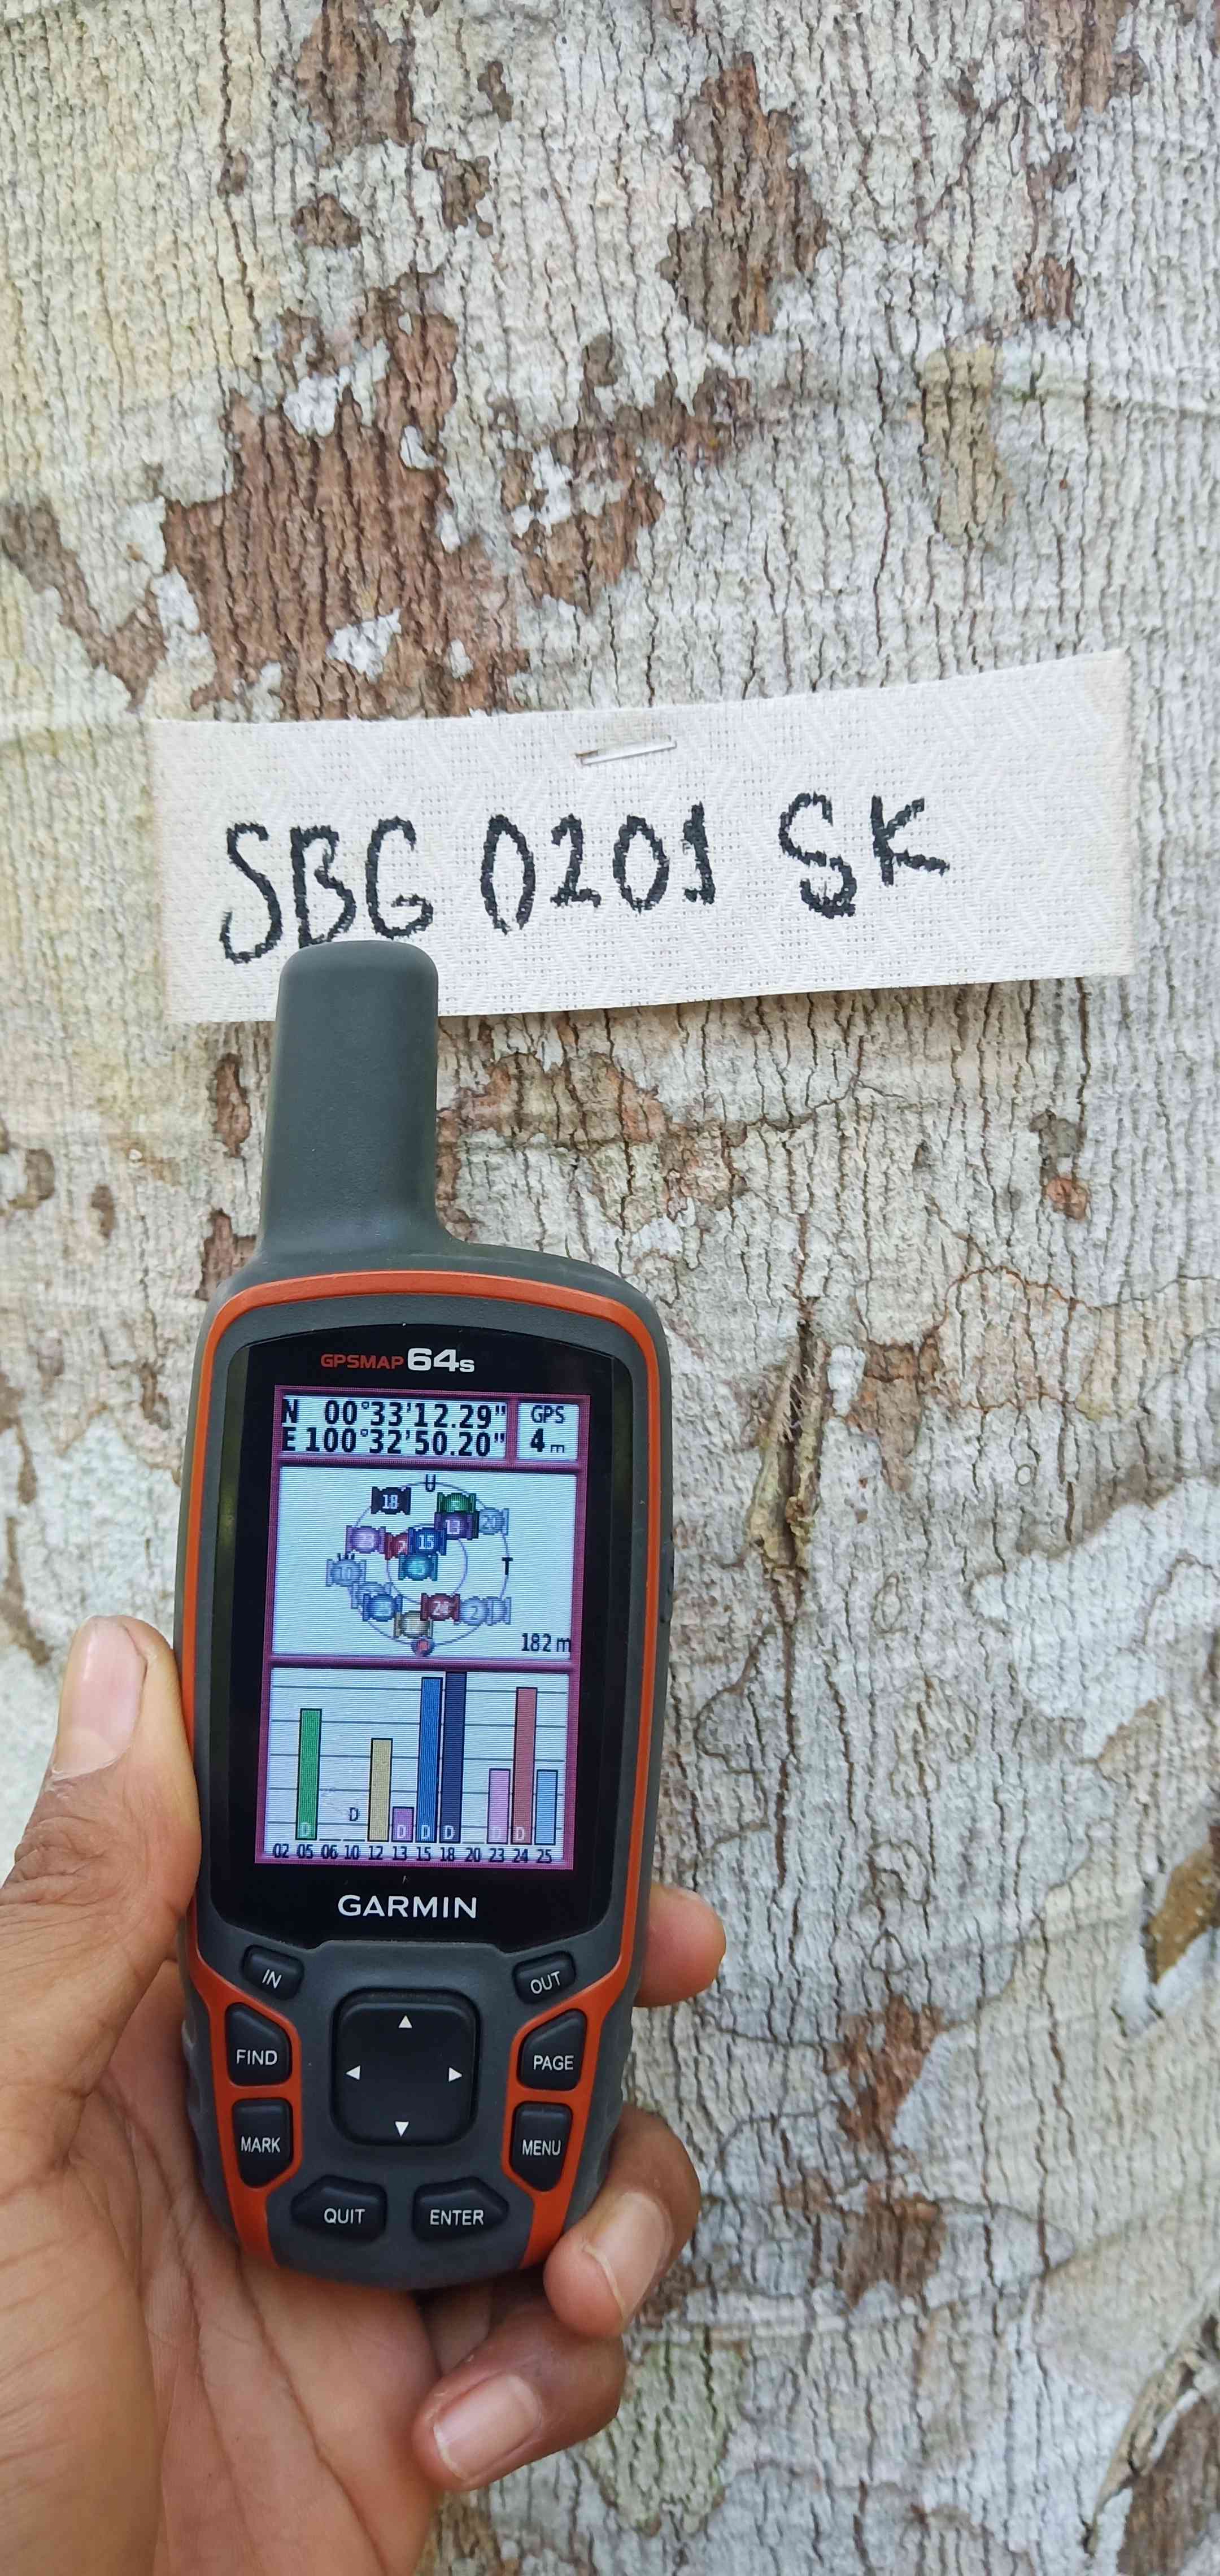 SBG 0201 SK
GPSMAP 64s
N 00°33'12.29"
E 100°32'50.20"
GPS
4 m
U
18
13
20
15
T
24
2
182 m
D
D D D D D D
02 05 06 10 12 13 15 18 20 23 24 25
GARMIN
IN
OUT
FIND
PAGE
MARK
MENU
QUIT
ENTER